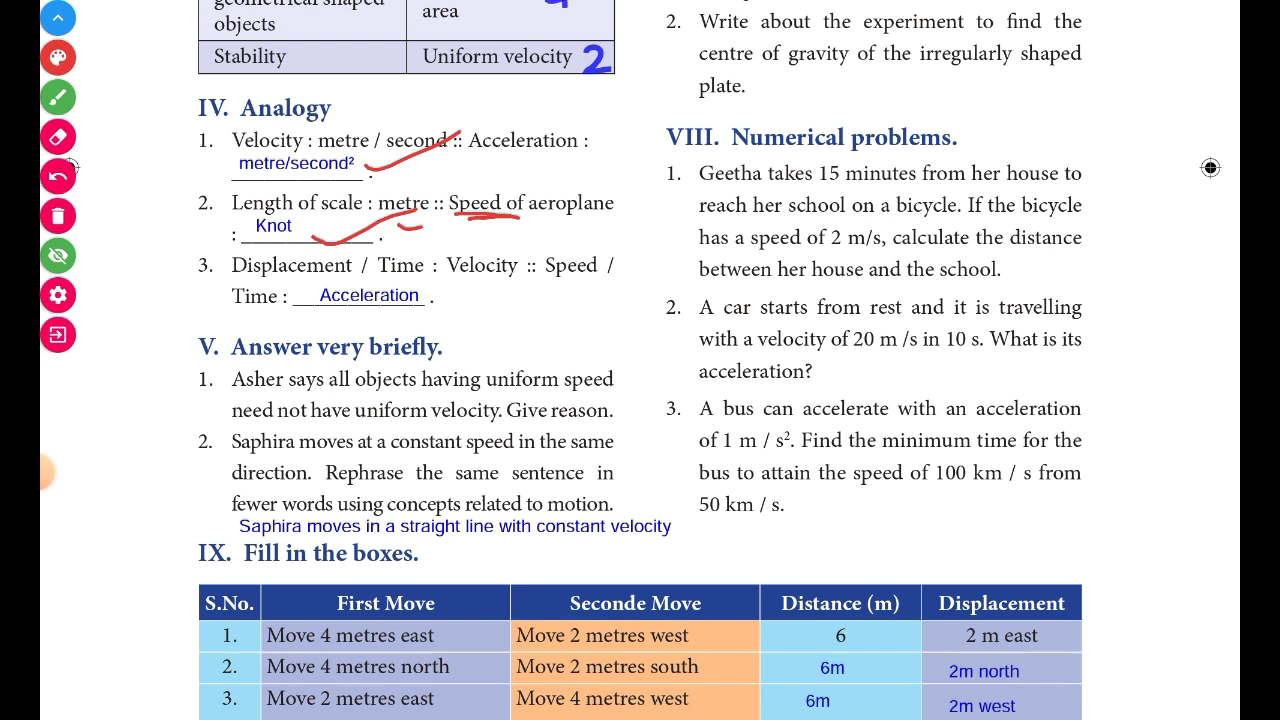 geometrical shaped
objects
area
4
Stability
Uniform velocity
2
IV. Analogy
1. Velocity : metre / second :: Acceleration :
metre/second²
______________ .
2. Length of scale : metre :: Speed of aeroplane
Knot
: ______________ .
3. Displacement / Time : Velocity :: Speed /
Time : ______________ .
Acceleration
V. Answer very briefly.
1. Asher says all objects having uniform speed
need not have uniform velocity. Give reason.
2. Saphira moves at a constant speed in the same
direction. Rephrase the same sentence in
fewer words using concepts related to motion.
Saphira moves in a straight line with constant velocity
2. Write about the experiment to find the
centre of gravity of the irregularly shaped
plate.
VIII. Numerical problems.
1. Geetha takes 15 minutes from her house to
reach her school on a bicycle. If the bicycle
has a speed of 2 m/s, calculate the distance
between her house and the school.
2. A car starts from rest and it is travelling
with a velocity of 20 m /s in 10 s. What is its
acceleration?
3. A bus can accelerate with an acceleration
of 1 m / s². Find the minimum time for the
bus to attain the speed of 100 km / s from
50 km / s.
IX. Fill in the boxes.
S.No. First Move Seconde Move Distance (m) Displacement
1. Move 4 metres east Move 2 metres west 6 2 m east
2. Move 4 metres north Move 2 metres south 6m 2m north
3. Move 2 metres east Move 4 metres west 6m 2m west